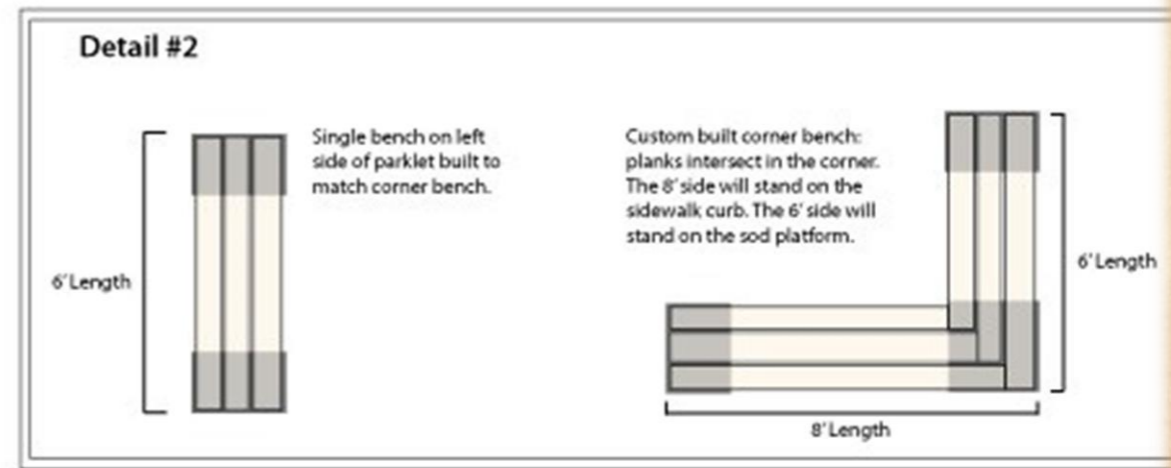 Detail #2
Single bench on left
side of parklet built to
match corner bench.
6' Length
Custom built corner bench:
planks intersect in the corner.
The 8' side will stand on the
sidewalk curb. The 6' side will
stand on the sod platform.
6' Length
8' Length